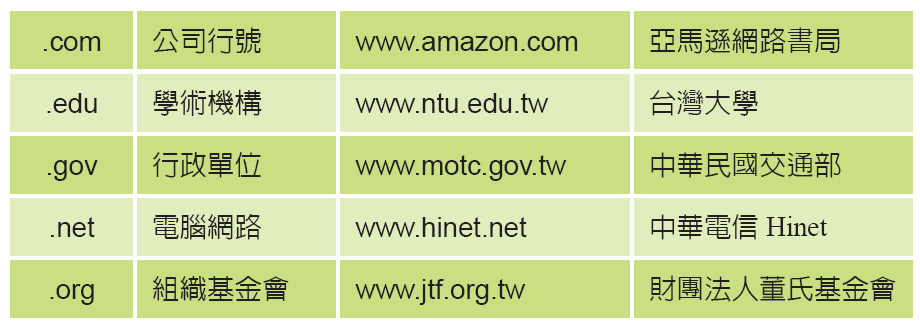 .com 公司行號 www.amazon.com 亞馬遜網路書局
.edu 學術機構 www.ntu.edu.tw 台灣大學
.gov 行政單位 www.motc.gov.tw 中華民國交通部
.net 電腦網路 www.hinet.net 中華電信 Hinet
.org 組織基金會 www.jtf.org.tw 財團法人董氏基金會